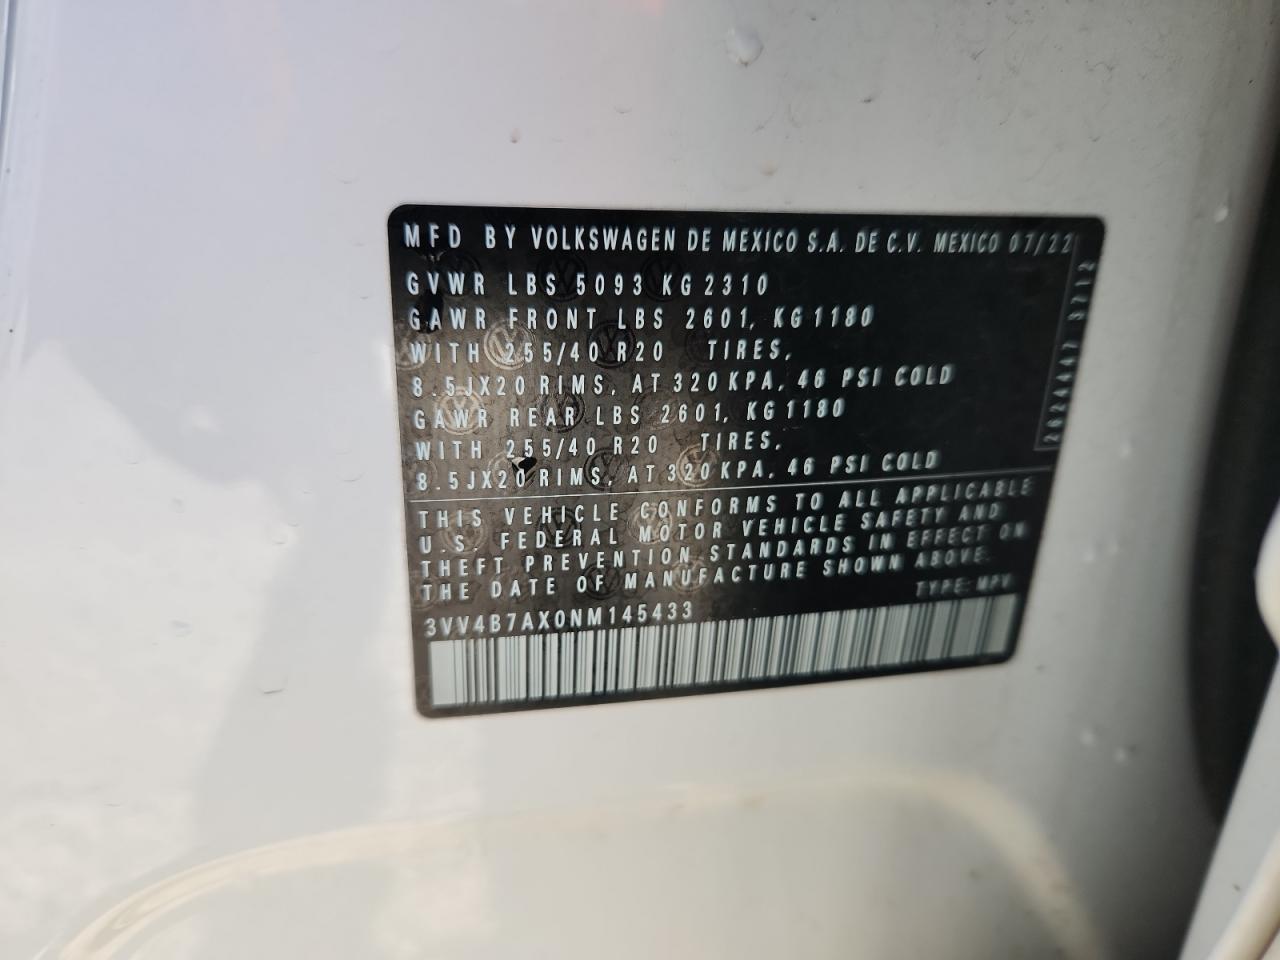 MFD BY VOLKSWAGEN DE MEXICO S.A. DE C.V. MEXICO 07/22
GVWR LBS 5093 KG 2310
GAWR FRONT LBS 2601, KG 1180
WITH 255/40 R20 TIRES,
8.5JX20 RIMS, AT 320 KPA, 46 PSI COLD
GAWR REAR LBS 2601, KG 1180
WITH 255/40 R20 TIRES,
8.5JX20 RIMS, AT 320 KPA, 46 PSI COLD
2624447 3712
THIS VEHICLE CONFORMS TO ALL APPLICABLE
U.S. FEDERAL MOTOR VEHICLE SAFETY AND
THEFT PREVENTION STANDARDS IN EFFECT ON
THE DATE OF MANUFACTURE SHOWN ABOVE.
TYPE: MPV
3VV4B7AX0NM145433